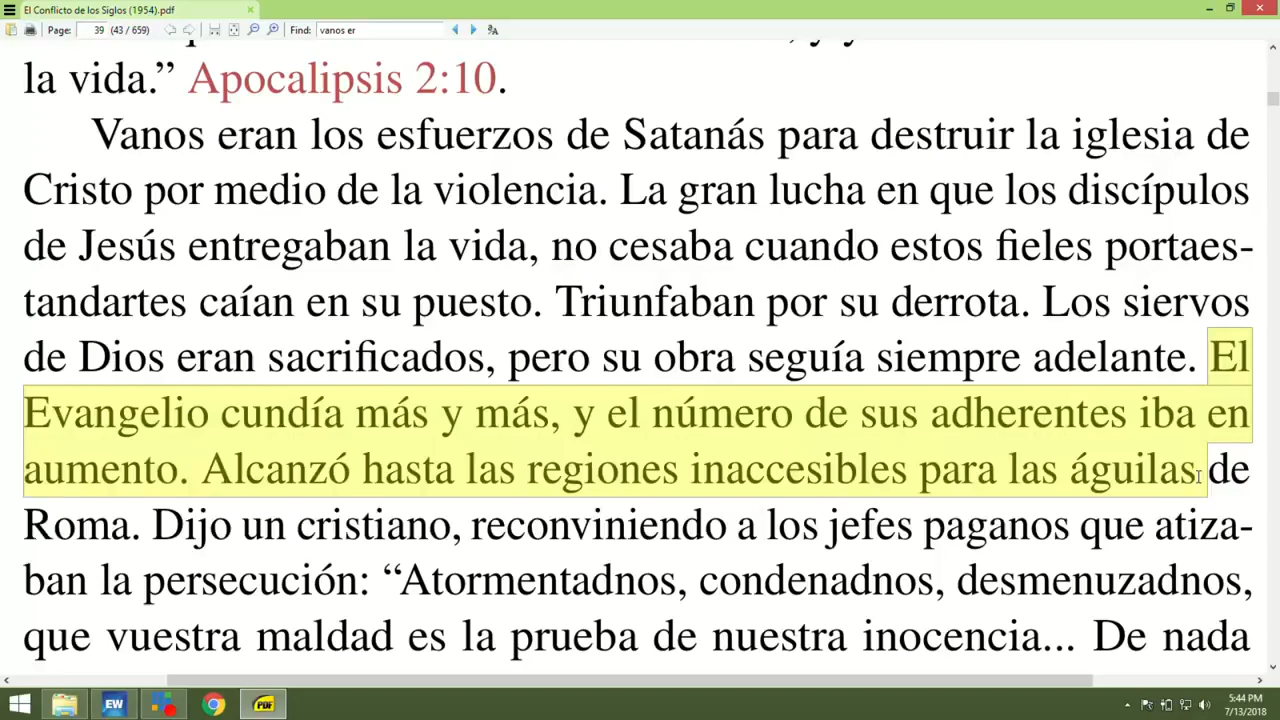 El Conflicto de los Siglos (1954).pdf
Page: 39 (43 / 659) Find: vanos er
la vida.” Apocalipsis 2:10.
Vanos eran los esfuerzos de Satanás para destruir la iglesia de
Cristo por medio de la violencia. La gran lucha en que los discípulos
de Jesús entregaban la vida, no cesaba cuando estos fieles portaes-
tandartes caían en su puesto. Triunfaban por su derrota. Los siervos
de Dios eran sacrificados, pero su obra seguía siempre adelante. El
Evangelio cundía más y más, y el número de sus adherentes iba en
aumento. Alcanzó hasta las regiones inaccesibles para las águilas de
Roma. Dijo un cristiano, reconviniendo a los jefes paganos que atiza-
ban la persecución: “Atormentadnos, condenadnos, desmenuzadnos,
que vuestra maldad es la prueba de nuestra inocencia... De nada
EW
PDF
5:44 PM
7/13/2018